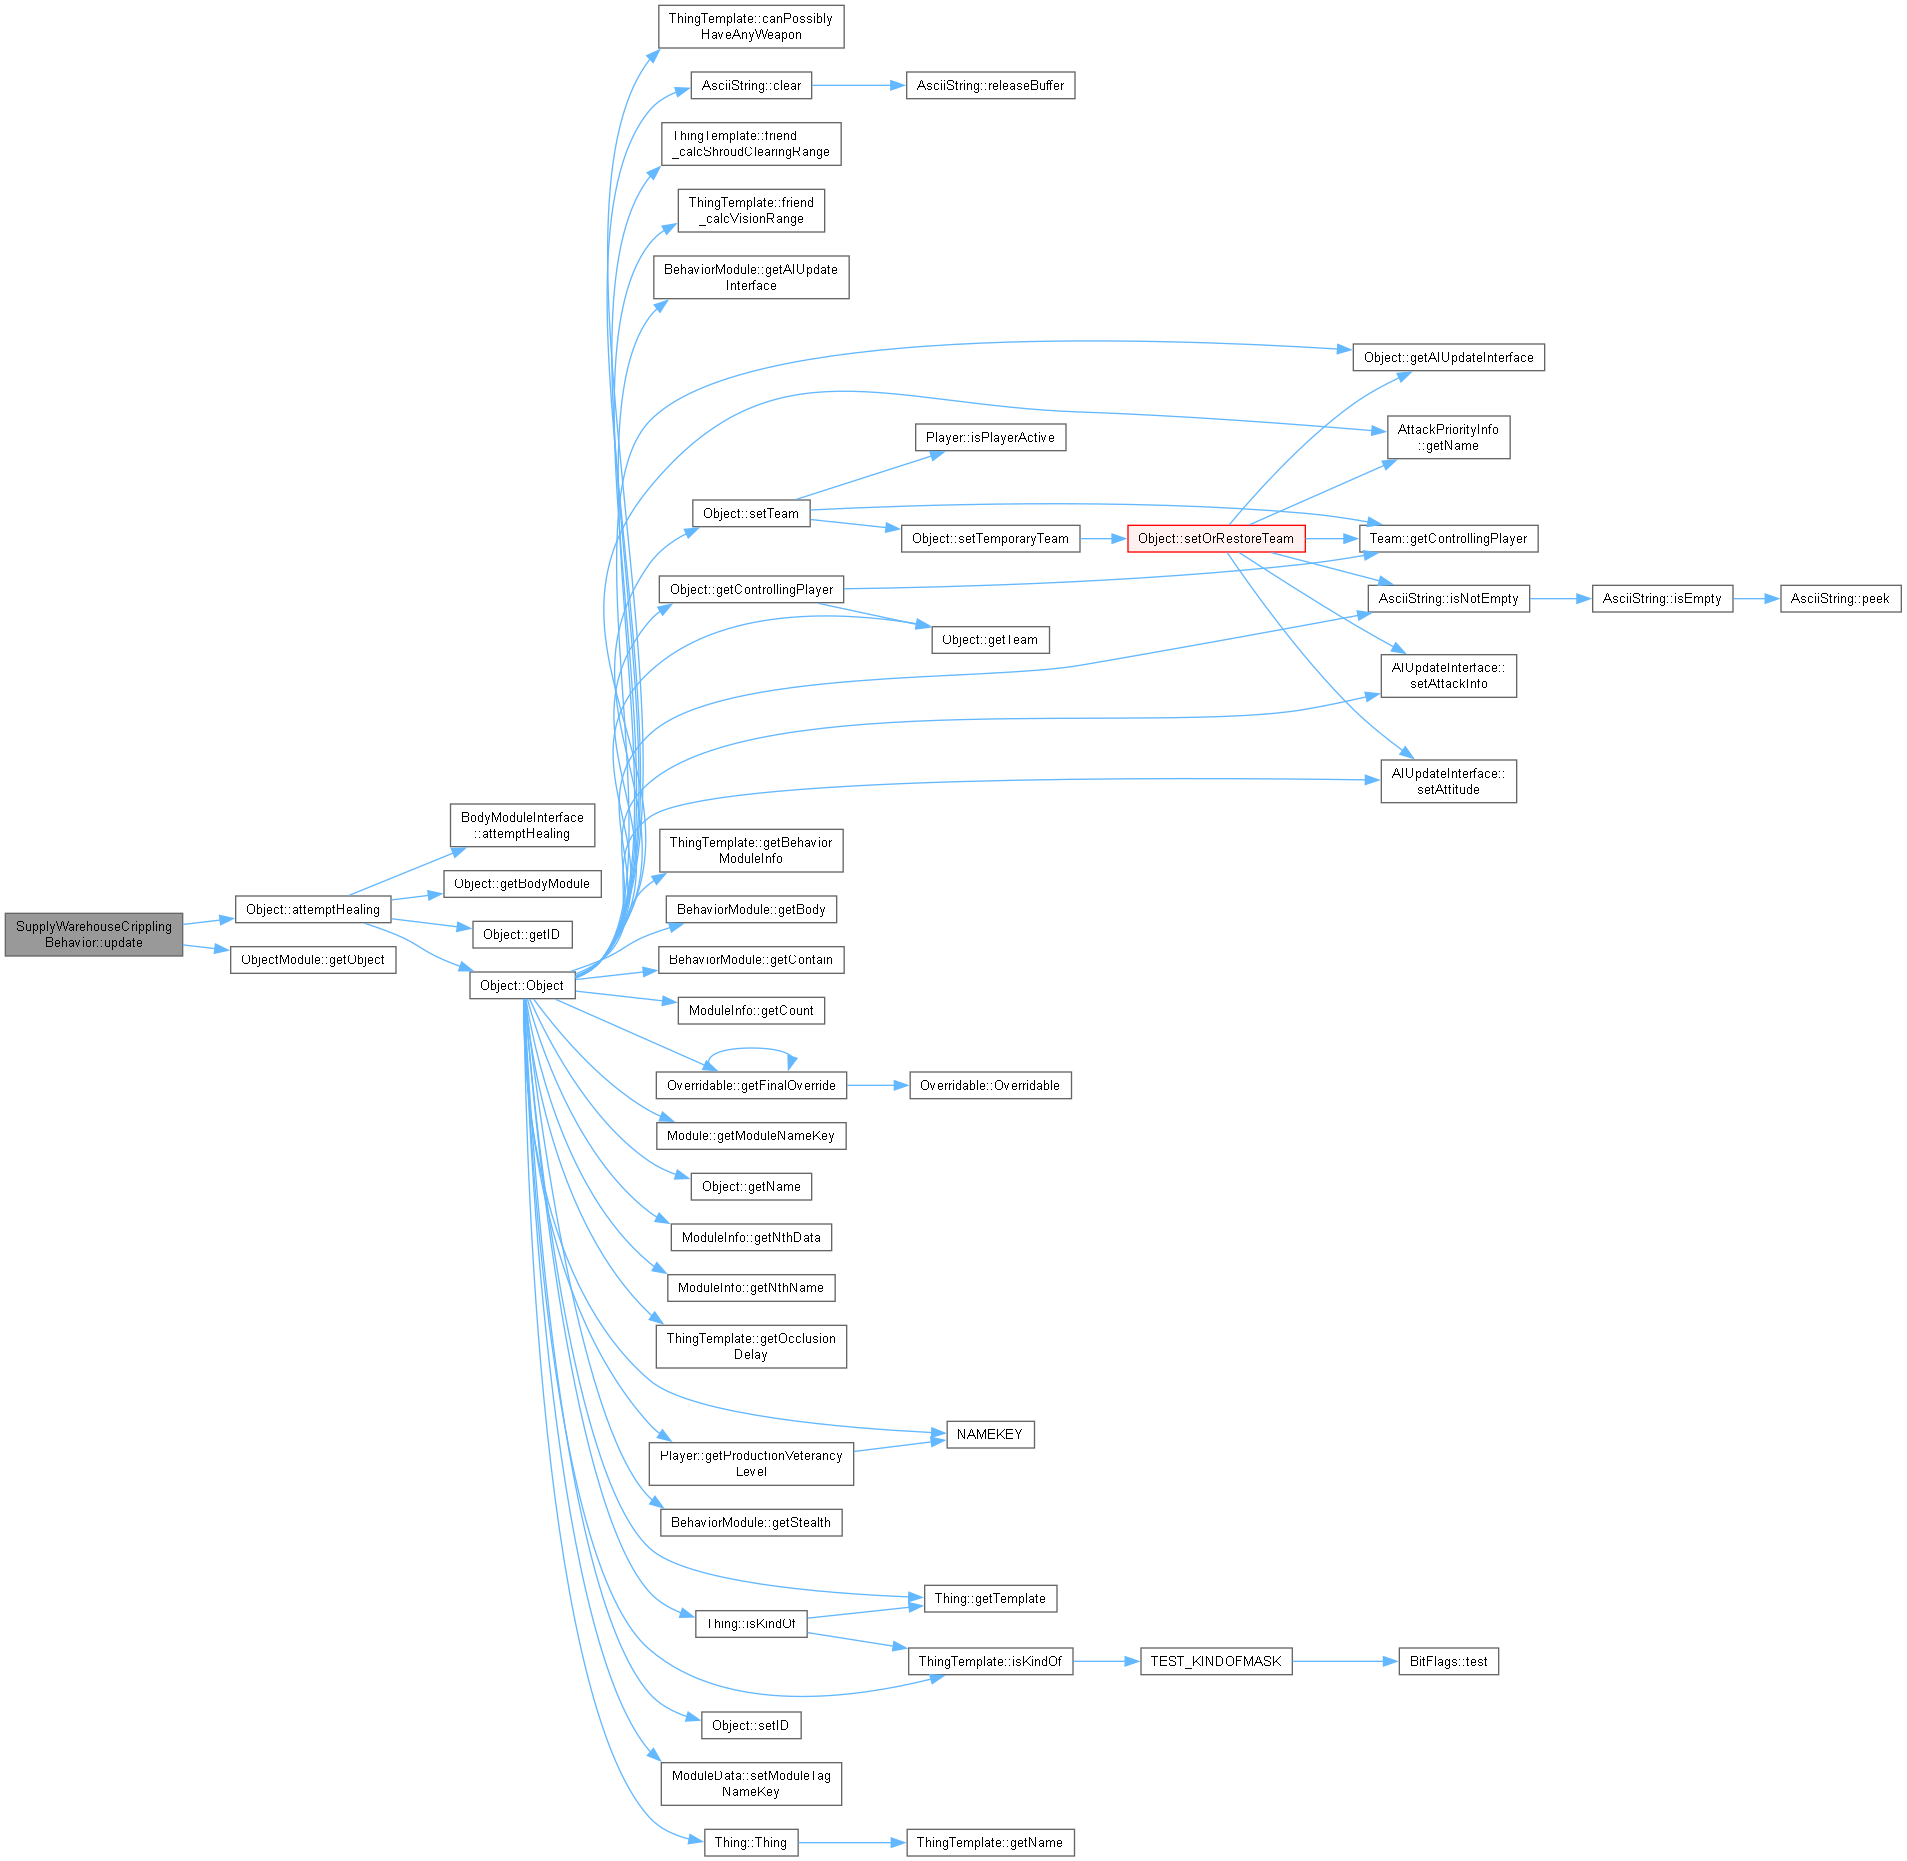 ThingTemplate::canPossibly
HaveAnyWeapon
AsciiString::clear
AsciiString::releaseBuffer
ThingTemplate::friend
_calcShroudClearingRange
ThingTemplate::friend
_calcVisionRange
BehaviorModule::getAIUpdate
Interface
Object::getAIUpdateInterface
AttackPriorityInfo
::getName
Player::isPlayerActive
Object::setTeam
Object::setTemporaryTeam
Object::setOrRestoreTeam
Team::getControllingPlayer
Object::getControllingPlayer
AsciiString::isNotEmpty
AsciiString::isEmpty
AsciiString::peek
Object::getTeam
AIUpdateInterface::
setAttackInfo
AIUpdateInterface::
setAttitude
BodyModuleInterface
::attemptHealing
ThingTemplate::getBehavior
ModuleInfo
Object::getBodyModule
Object::attemptHealing
BehaviorModule::getBody
SupplyWarehouseCrippling
Behavior::update
Object::getID
ObjectModule::getObject
BehaviorModule::getContain
Object::Object
ModuleInfo::getCount
Overridable::getFinalOverride
Overridable::Overridable
Module::getModuleNameKey
Object::getName
ModuleInfo::getNthData
ModuleInfo::getNthName
ThingTemplate::getOcclusion
Delay
NAMEKEY
Player::getProductionVeterancy
Level
BehaviorModule::getStealth
Thing::getTemplate
Thing::isKindOf
ThingTemplate::isKindOf
TEST_KINDOFMASK
BitFlags::test
Object::setID
ModuleData::setModuleTag
NameKey
Thing::Thing
ThingTemplate::getName